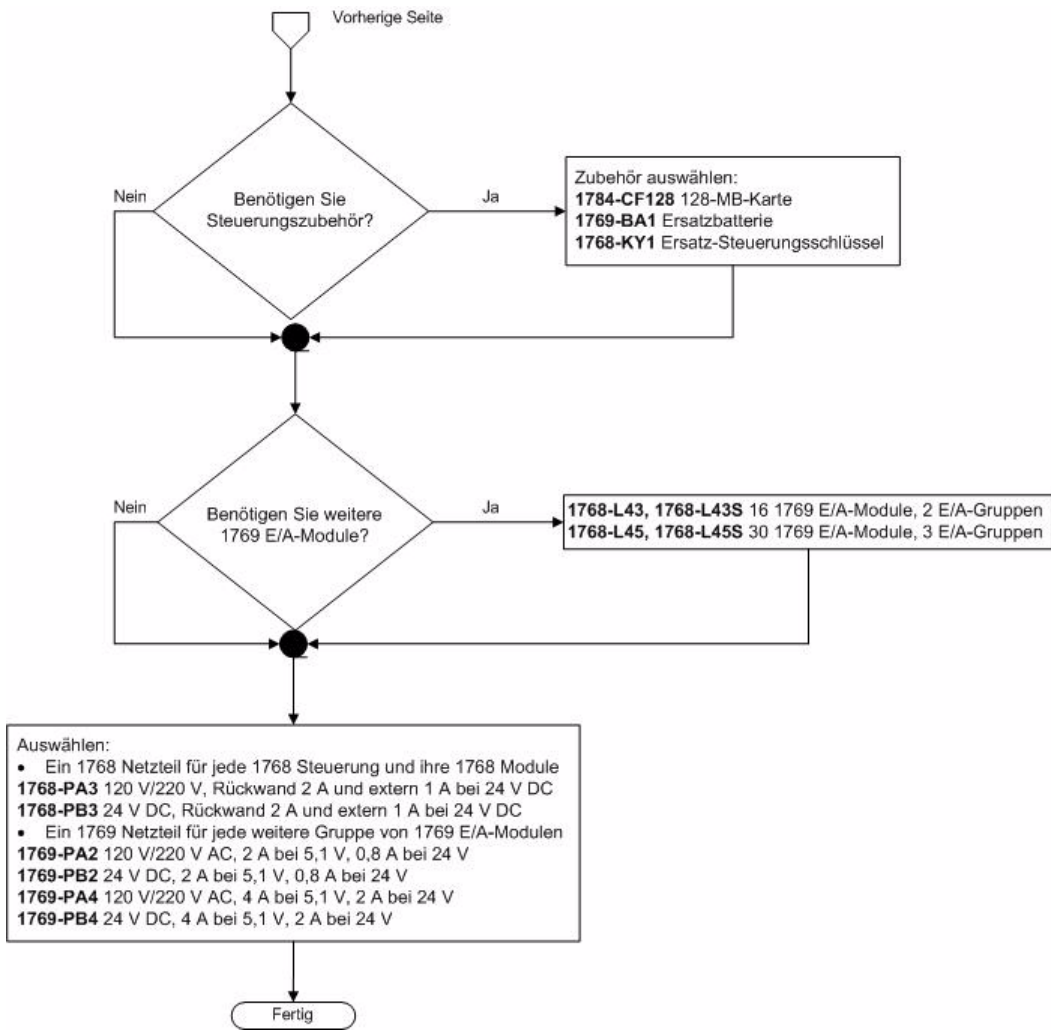 Vorherige Seite
Benötigen Sie
Steuerungszubehör?
Nein
Ja
Zubehör auswählen:
1784-CF128 128-MB-Karte
1769-BA1 Ersatzbatterie
1768-KY1 Ersatz-Steuerungsschlüssel
Benötigen Sie weitere
1769 E/A-Module?
Nein
Ja
1768-L43, 1768-L43S 16 1769 E/A-Module, 2 E/A-Gruppen
1768-L45, 1768-L45S 30 1769 E/A-Module, 3 E/A-Gruppen
Auswählen:
• Ein 1768 Netzteil für jede 1768 Steuerung und ihre 1768 Module
1768-PA3 120 V/220 V, Rückwand 2 A und extern 1 A bei 24 V DC
1768-PB3 24 V DC, Rückwand 2 A und extern 1 A bei 24 V DC
• Ein 1769 Netzteil für jede weitere Gruppe von 1769 E/A-Modulen
1769-PA2 120 V/220 V AC, 2 A bei 5,1 V, 0,8 A bei 24 V
1769-PB2 24 V DC, 2 A bei 5,1 V, 0,8 A bei 24 V
1769-PA4 120 V/220 V AC, 4 A bei 5,1 V, 2 A bei 24 V
1769-PB4 24 V DC, 4 A bei 5,1 V, 2 A bei 24 V
Fertig